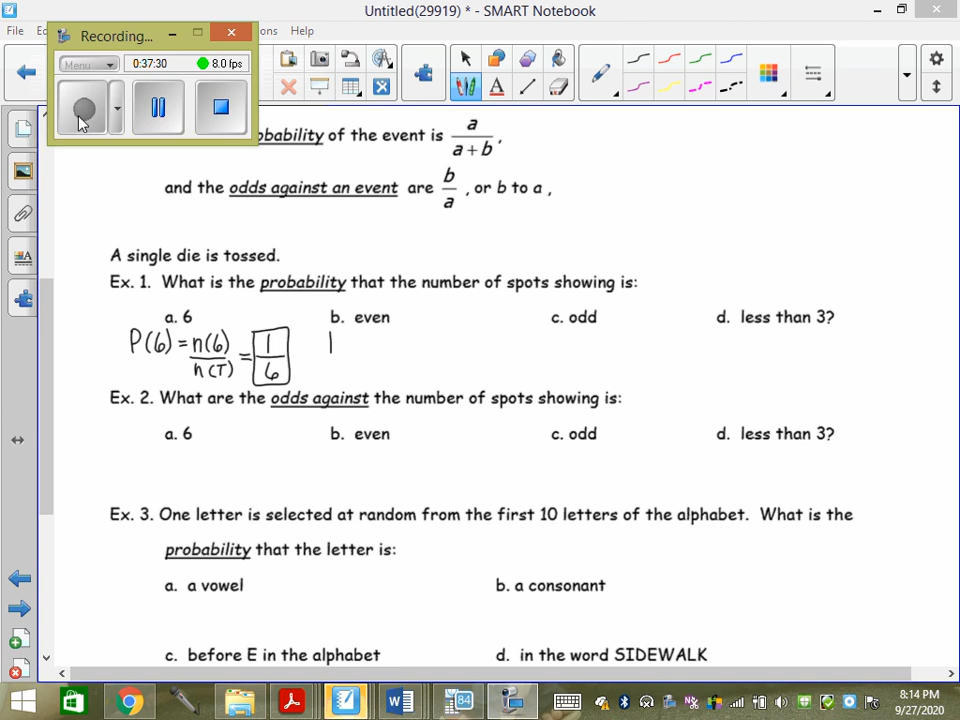 Untitled(29919) * - SMART Notebook
File
Help
Recording...
Menu
0:37:30
8.0 fps
probability of the event is a / a + b ,
and the odds against an event are b / a , or b to a ,
A single die is tossed.
Ex. 1. What is the probability that the number of spots showing is:
a. 6 b. even c. odd d. less than 3?
P(6) = n(6) / n(T) = 1 / 6
Ex. 2. What are the odds against the number of spots showing is:
a. 6 b. even c. odd d. less than 3?
Ex. 3. One letter is selected at random from the first 10 letters of the alphabet. What is the
probability that the letter is:
a. a vowel b. a consonant
c. before E in the alphabet d. in the word SIDEWALK
8:14 PM
9/27/2020